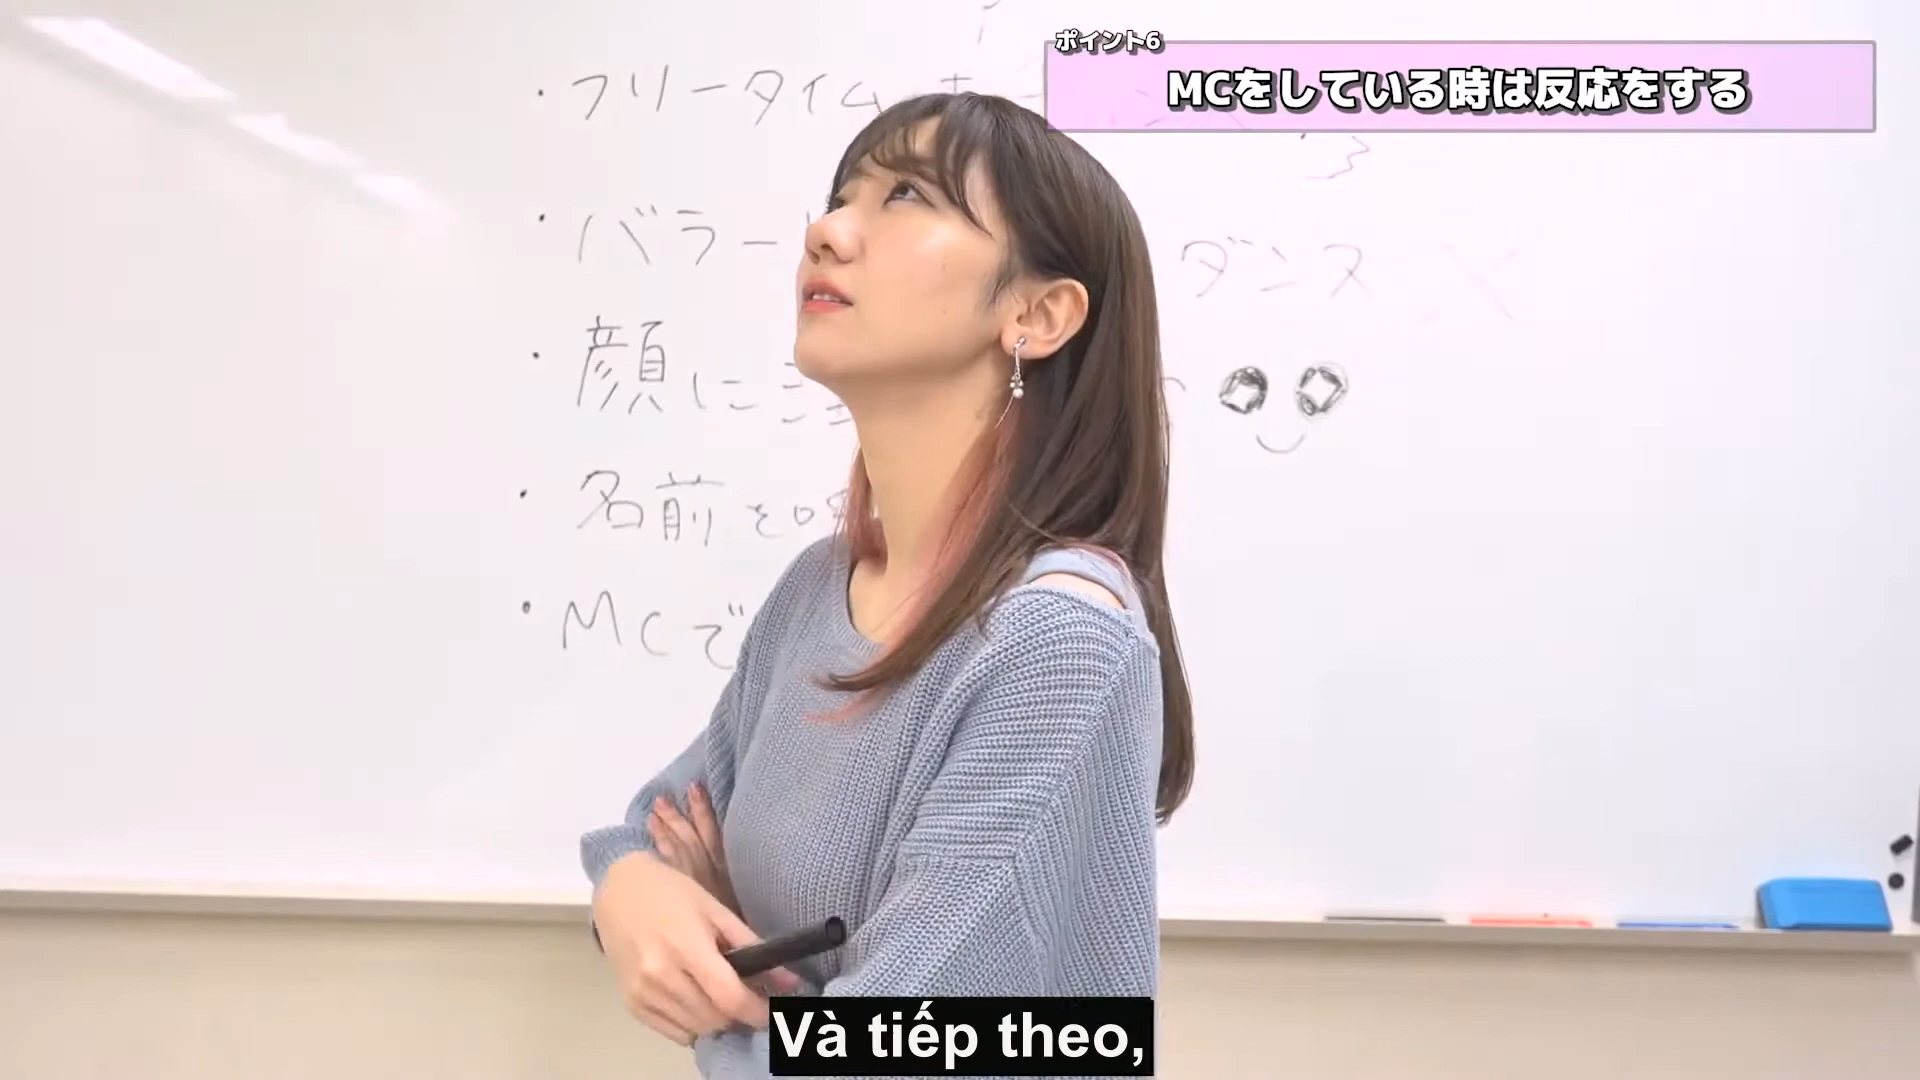 ポイント6
MCをしている時は反応をする
・フリータイム
・バラー
ダンス ×
・顔に
・名前を呼
・MCで
Và tiếp theo,